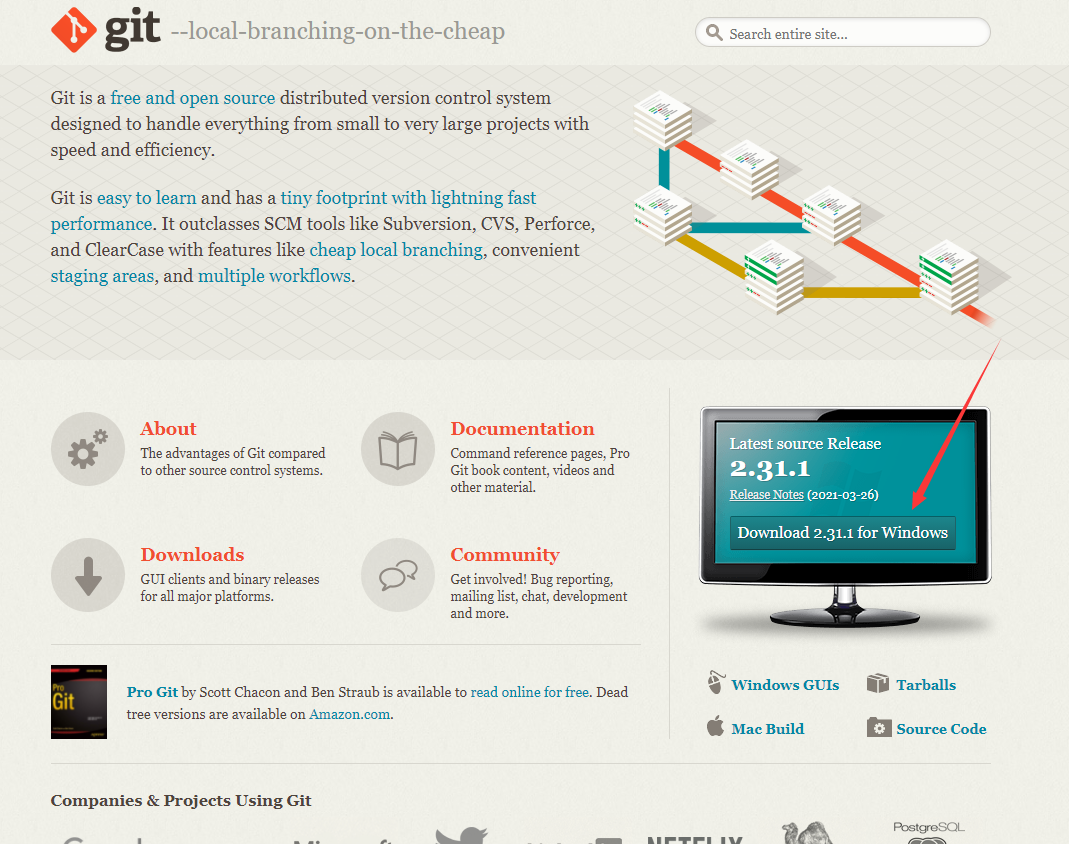 git --local-branching-on-the-cheap
Search entire site...
Git is a free and open source distributed version control system
designed to handle everything from small to very large projects with
speed and efficiency.
Git is easy to learn and has a tiny footprint with lightning fast
performance. It outclasses SCM tools like Subversion, CVS, Perforce,
and ClearCase with features like cheap local branching, convenient
staging areas, and multiple workflows.
About
The advantages of Git compared
to other source control systems.
Documentation
Command reference pages, Pro
Git book content, videos and
other material.
Downloads
GUI clients and binary releases
for all major platforms.
Community
Get involved! Bug reporting,
mailing list, chat, development
and more.
Latest source Release
2.31.1
Release Notes (2021-03-26)
Download 2.31.1 for Windows
Windows GUIs
Tarballs
Mac Build
Source Code
Pro
Git
Pro Git by Scott Chacon and Ben Straub is available to read online for free. Dead
tree versions are available on Amazon.com.
Companies & Projects Using Git
Microsoft
NETFLIX
PostgreSQL